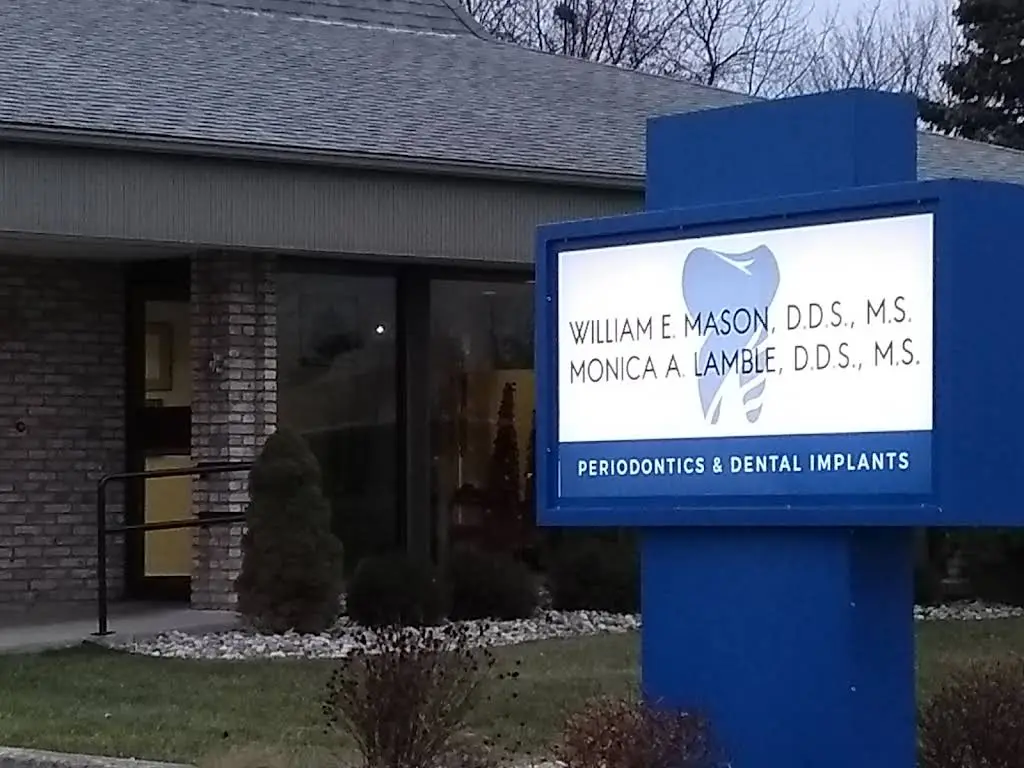 WILLIAM E. MASON, D.D.S., M.S.
MONICA A. LAMBLE, D.D.S., M.S.
PERIODONTICS & DENTAL IMPLANTS